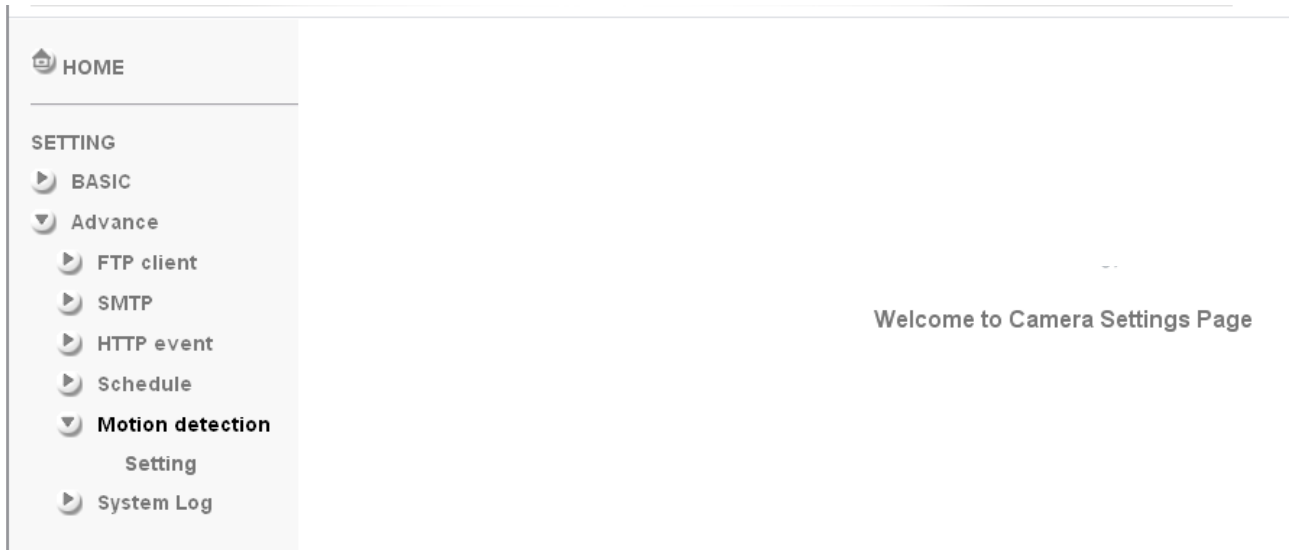 HOME
SETTING
BASIC
Advance
FTP client
SMTP
HTTP event
Schedule
Motion detection
Setting
System Log
Welcome to Camera Settings Page